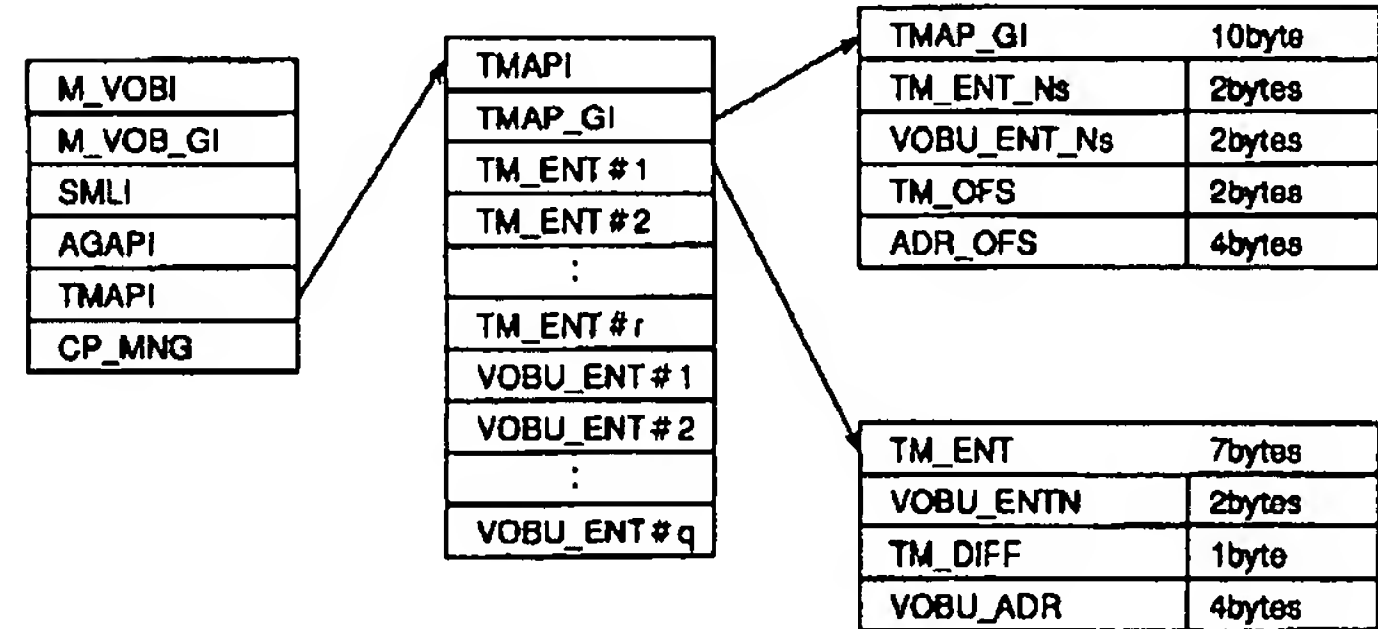 M_VOBI
M_VOB_GI
SMLI
AGAPI
TMAPI
CP_MNG
TMAPI
TMAP_GI
TM_ENT#1
TM_ENT#2
:
TM_ENT#r
VOBU_ENT#1
VOBU_ENT#2
:
VOBU_ENT#q
TMAP_GI 10byte
TM_ENT_Ns 2bytes
VOBU_ENT_Ns 2bytes
TM_OFS 2bytes
ADR_OFS 4bytes
TM_ENT 7bytes
VOBU_ENTN 2bytes
TM_DIFF 1byte
VOBU_ADR 4bytes